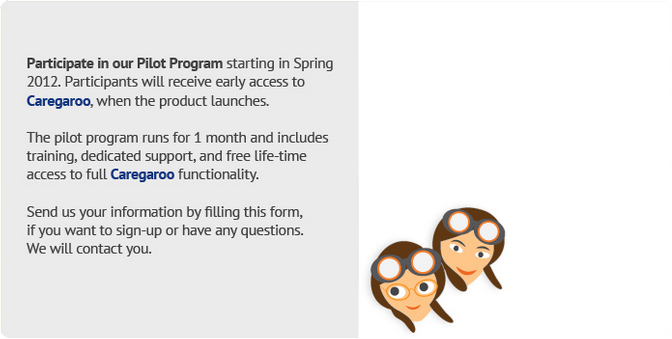 Participate in our Pilot Program starting in Spring
2012. Participants will receive early access to
Caregaroo, when the product launches.
The pilot program runs for 1 month and includes
training, dedicated support, and free life-time
access to full Caregaroo functionality.
Send us your information by filling this form,
if you want to sign-up or have any questions.
We will contact you.